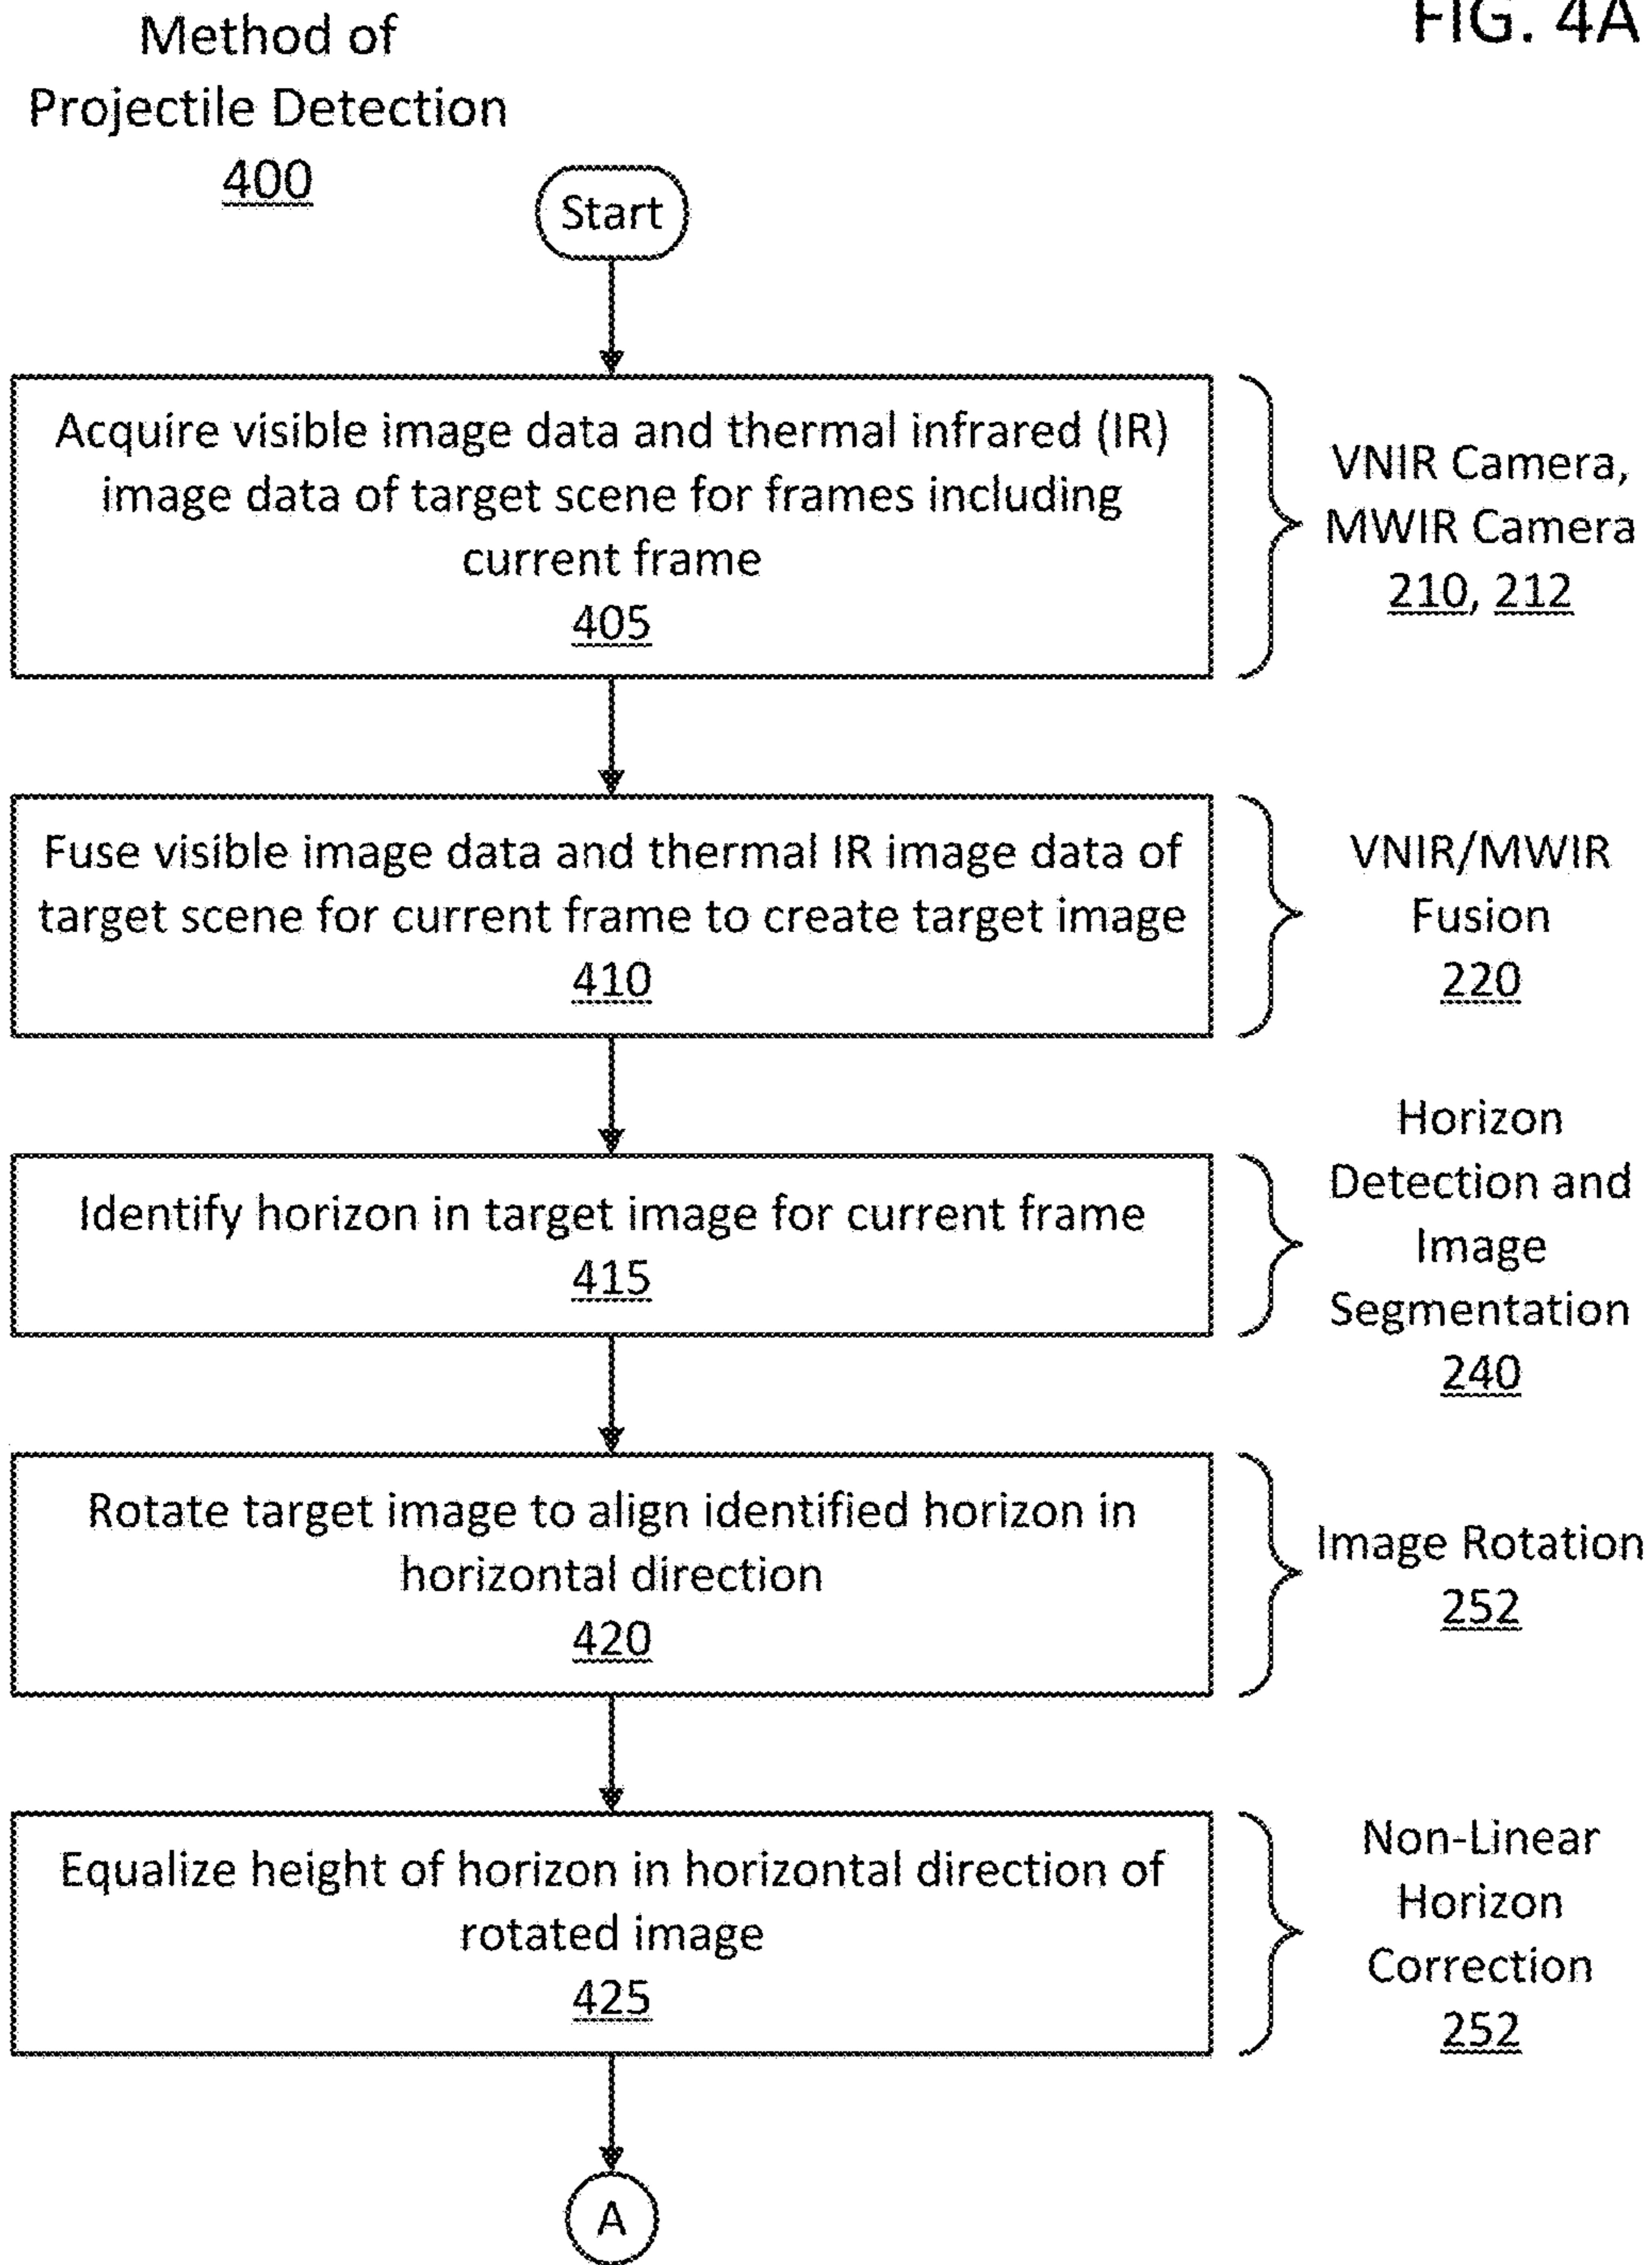 FIG. 4A
Method of
Projectile Detection
400
Start
Acquire visible image data and thermal infrared (IR)
image data of target scene for frames including
current frame
405
VNIR Camera,
MWIR Camera
210, 212
Fuse visible image data and thermal IR image data of
target scene for current frame to create target image
410
VNIR/MWIR
Fusion
220
Identify horizon in target image for current frame
415
Horizon
Detection and
Image
Segmentation
240
Rotate target image to align identified horizon in
horizontal direction
420
Image Rotation
252
Equalize height of horizon in horizontal direction of
rotated image
425
Non-Linear
Horizon
Correction
252
A